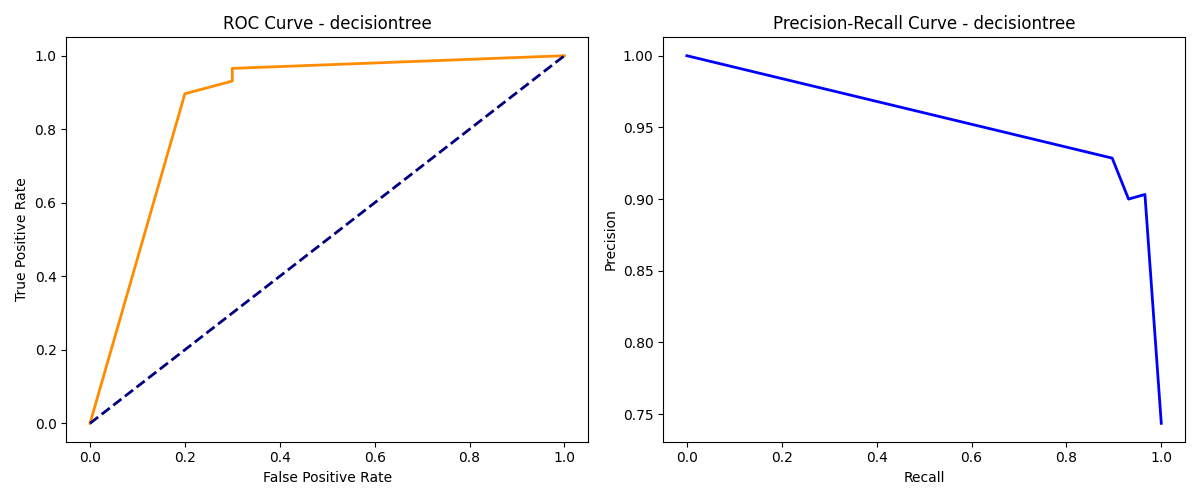 ROC Curve - decisiontree
1.0
0.8
0.6
0.4
0.2
0.0
True Positive Rate
0.0 0.2 0.4 0.6 0.8 1.0
False Positive Rate
Precision-Recall Curve - decisiontree
1.00
0.95
0.90
0.85
0.80
0.75
Precision
0.0 0.2 0.4 0.6 0.8 1.0
Recall